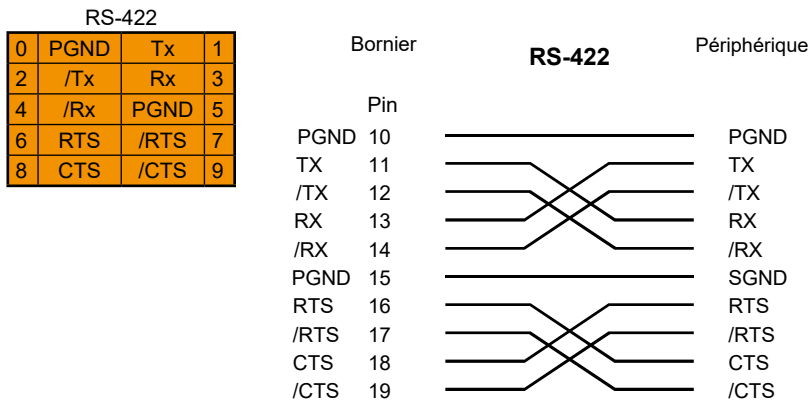 RS-422
0 PGND Tx 1
2 /Tx Rx 3
4 /Rx PGND 5
6 RTS /RTS 7
8 CTS /CTS 9
Bornier RS-422 Périphérique
Pin
PGND 10 PGND
TX 11 TX
/TX 12 /TX
RX 13 RX
/RX 14 /RX
PGND 15 SGND
RTS 16 RTS
/RTS 17 /RTS
CTS 18 CTS
/CTS 19 /CTS